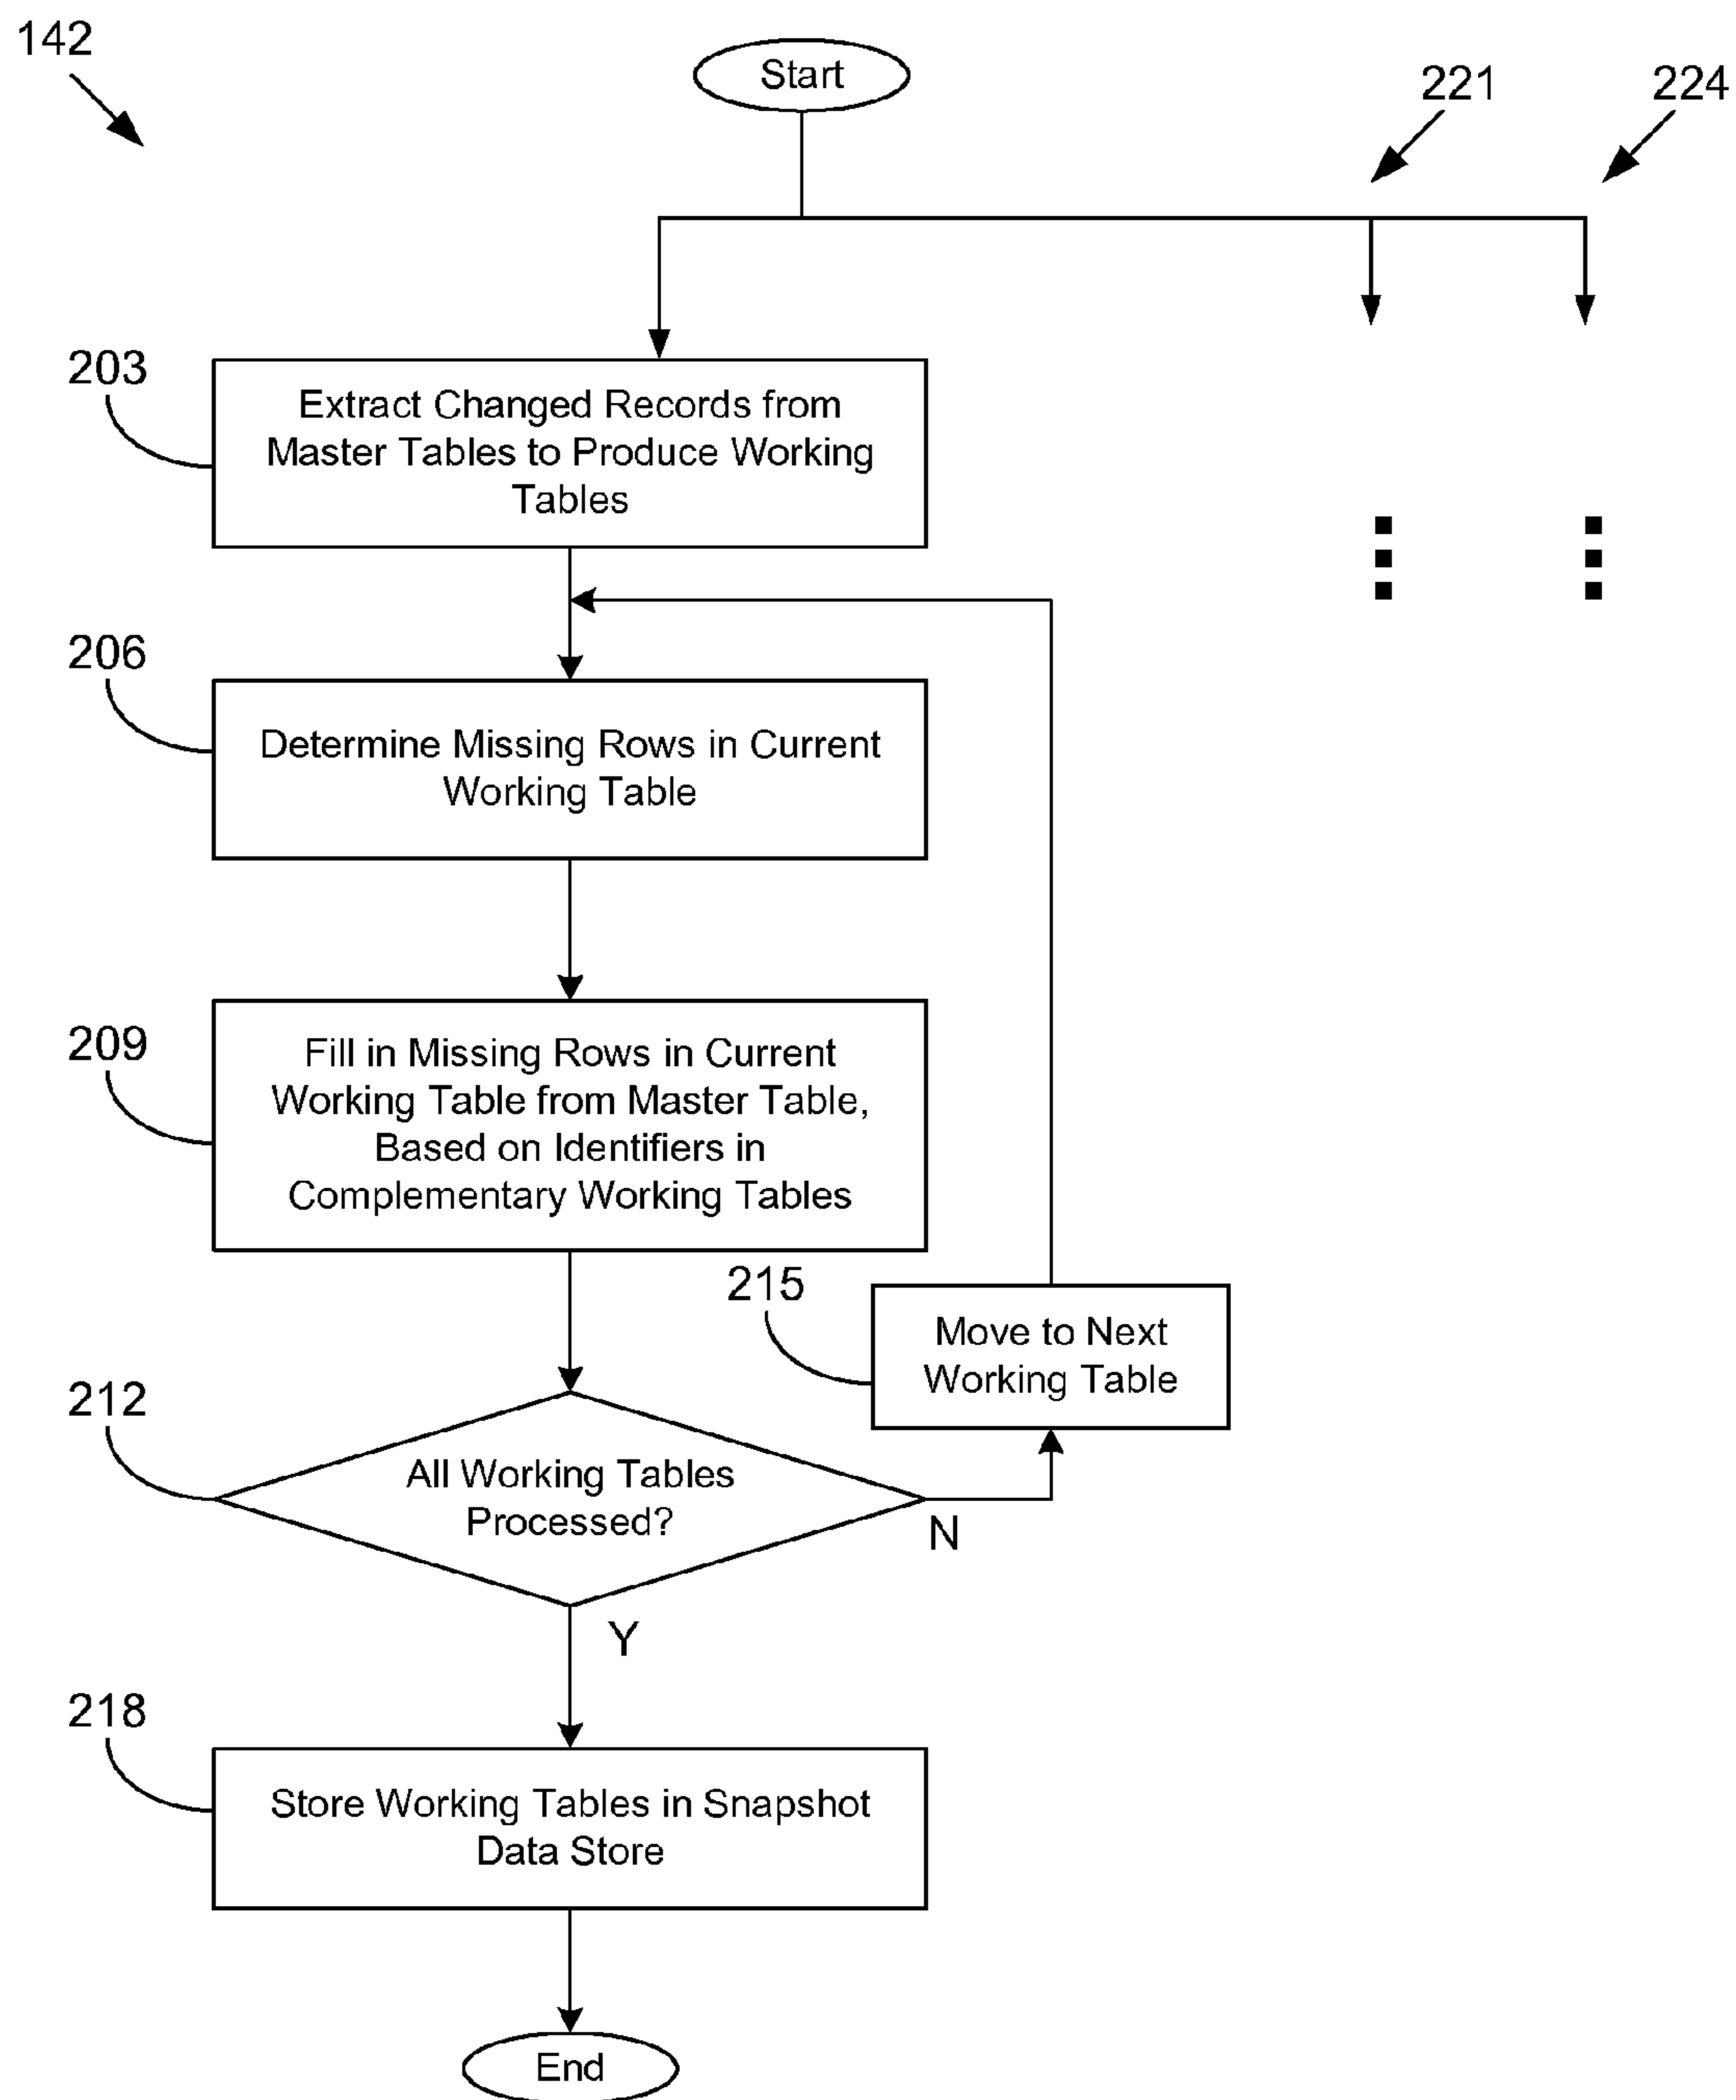 142
Start
221
224
203
Extract Changed Records from
Master Tables to Produce Working
Tables
206
Determine Missing Rows in Current
Working Table
209
Fill in Missing Rows in Current
Working Table from Master Table,
Based on Identifiers in
Complementary Working Tables
215
Move to Next
Working Table
212
All Working Tables
Processed?
N
Y
218
Store Working Tables in Snapshot
Data Store
End